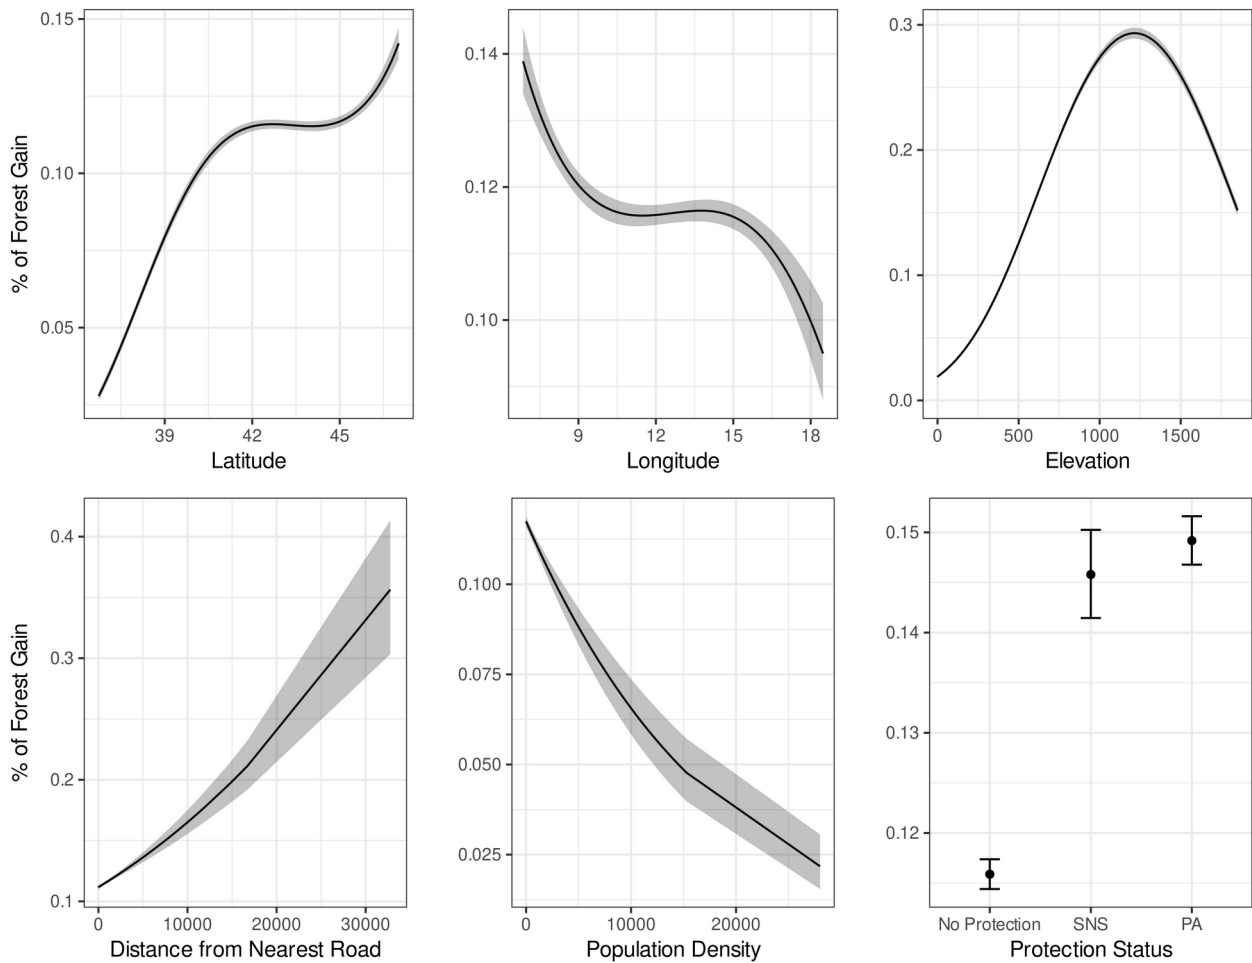 % of Forest Gain
0.15
0.10
0.05
39 42 45
Latitude
0.14
0.12
0.10
9 12 15 18
Longitude
0.3
0.2
0.1
0.0
0 500 1000 1500
Elevation
% of Forest Gain
0.4
0.3
0.2
0.1
0 10000 20000 30000
Distance from Nearest Road
0.100
0.075
0.050
0.025
0 10000 20000
Population Density
0.15
0.14
0.13
0.12
No Protection SNS PA
Protection Status